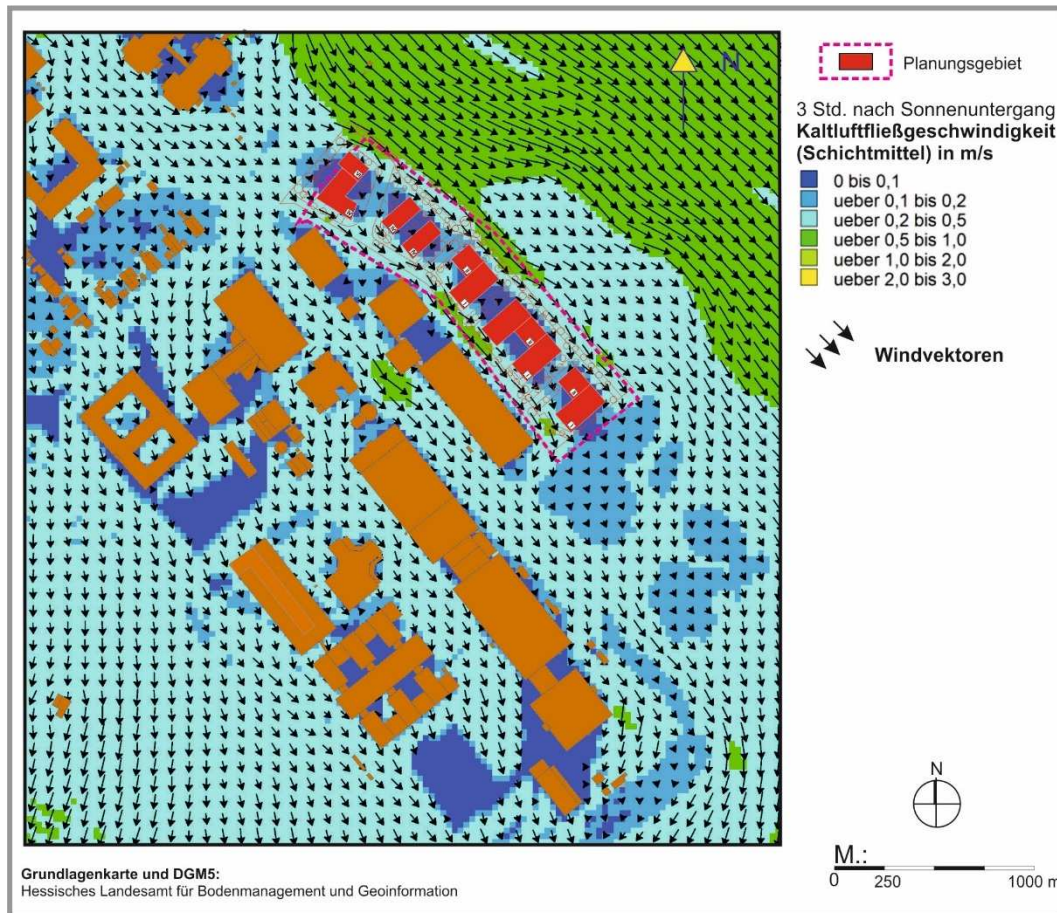 N
Planungsgebiet
3 Std. nach Sonnenuntergang
Kaltluftfließgeschwindigkeit
(Schichtmittel) in m/s
0 bis 0,1
ueber 0,1 bis 0,2
ueber 0,2 bis 0,5
ueber 0,5 bis 1,0
ueber 1,0 bis 2,0
ueber 2,0 bis 3,0
Windvektoren
N
M.:
0 250 1000 m
Grundlagenkarte und DGM5:
Hessisches Landesamt für Bodenmanagement und Geoinformation